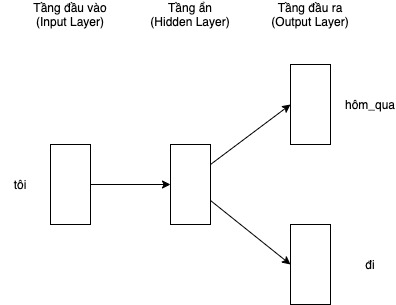 Tầng đầu vào
(Input Layer)
Tầng ẩn
(Hidden Layer)
Tầng đầu ra
(Output Layer)
hôm_qua
tôi
đi